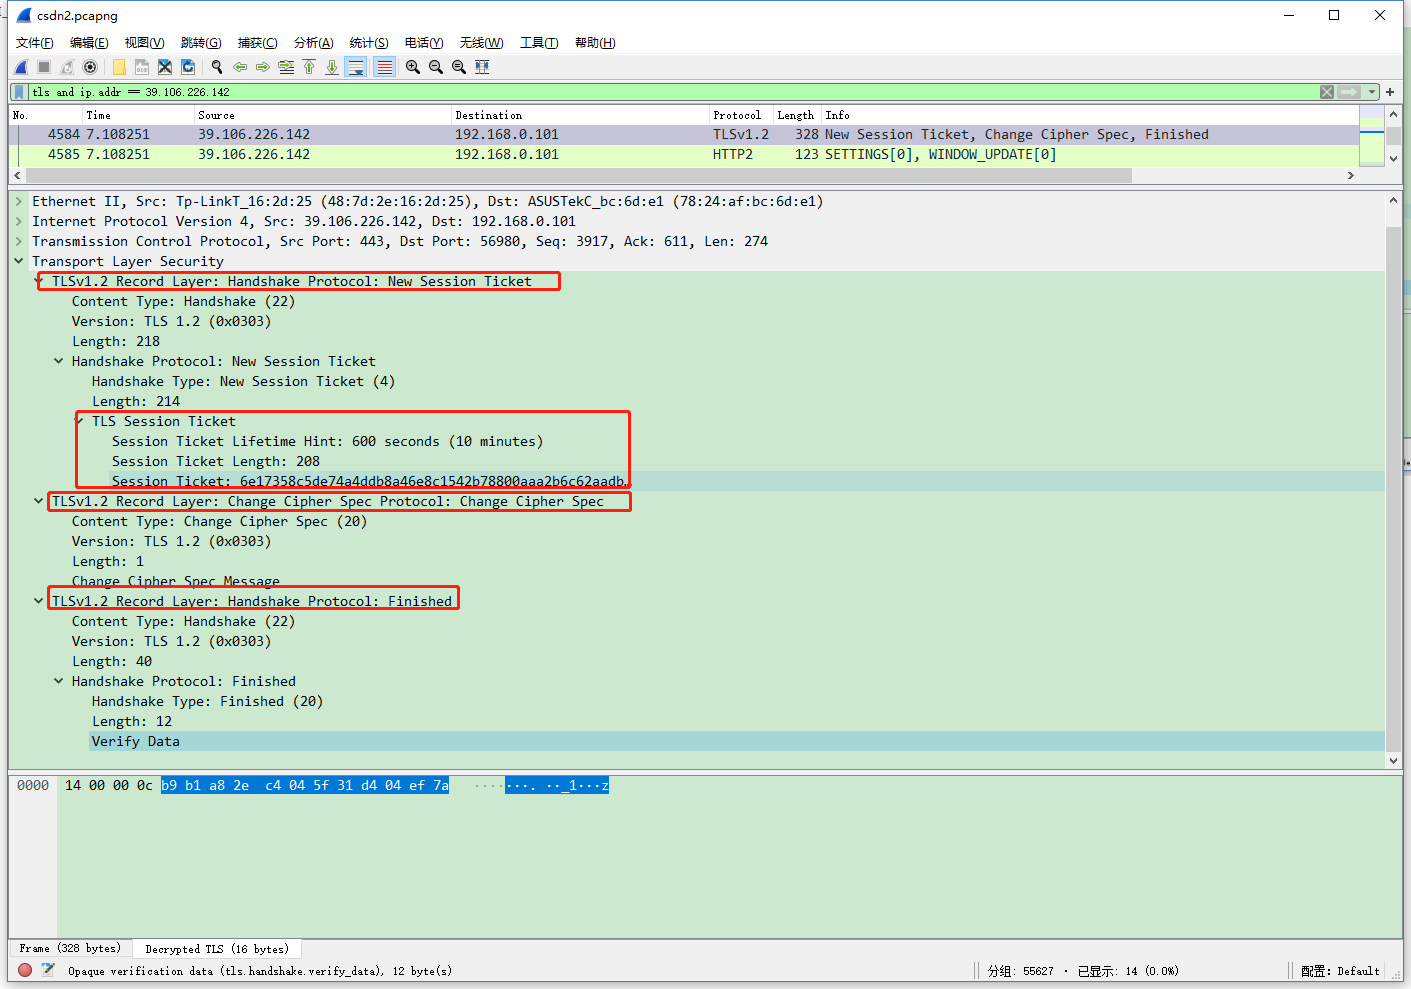 csdn2.pcapng
文件(F) 编辑(E) 视图(V) 跳转(G) 捕获(C) 分析(A) 统计(S) 电话(Y) 无线(W) 工具(T) 帮助(H)
tls and ip.addr == 39.106.226.142
No. Time Source Destination Protocol Length Info
4584 7.108251 39.106.226.142 192.168.0.101 TLSv1.2 328 New Session Ticket, Change Cipher Spec, Finished
4585 7.108251 39.106.226.142 192.168.0.101 HTTP2 123 SETTINGS[0], WINDOW_UPDATE[0]
Ethernet II, Src: Tp-LinkT_16:2d:25 (48:7d:2e:16:2d:25), Dst: ASUSTekC_bc:6d:e1 (78:24:af:bc:6d:e1)
Internet Protocol Version 4, Src: 39.106.226.142, Dst: 192.168.0.101
Transmission Control Protocol, Src Port: 443, Dst Port: 56980, Seq: 3917, Ack: 611, Len: 274
Transport Layer Security
TLSv1.2 Record Layer: Handshake Protocol: New Session Ticket
Content Type: Handshake (22)
Version: TLS 1.2 (0x0303)
Length: 218
Handshake Protocol: New Session Ticket
Handshake Type: New Session Ticket (4)
Length: 214
TLS Session Ticket
Session Ticket Lifetime Hint: 600 seconds (10 minutes)
Session Ticket Length: 208
Session Ticket: 6e17358c5de74a4ddb8a46e8c1542b78800aaa2b6c62aadb…
TLSv1.2 Record Layer: Change Cipher Spec Protocol: Change Cipher Spec
Content Type: Change Cipher Spec (20)
Version: TLS 1.2 (0x0303)
Length: 1
Change Cipher Spec Message
TLSv1.2 Record Layer: Handshake Protocol: Finished
Content Type: Handshake (22)
Version: TLS 1.2 (0x0303)
Length: 40
Handshake Protocol: Finished
Handshake Type: Finished (20)
Length: 12
Verify Data
0000 14 00 00 0c b9 b1 a8 2e c4 04 5f 31 d4 04 ef 7a ·······. ··_1···z
Frame (328 bytes) Decrypted TLS (16 bytes)
Opaque verification data (tls.handshake.verify_data), 12 byte(s) 分组: 55627 · 已显示: 14 (0.0%) 配置: Default